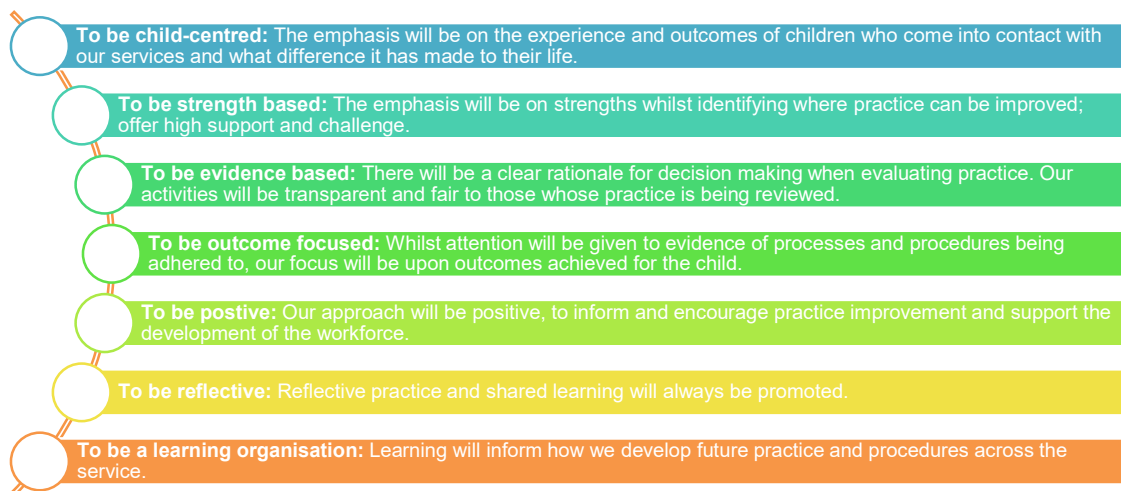 To be child-centred: The emphasis will be on the experience and outcomes of children who come into contact with
our services and what difference it has made to their life.
To be strength based: The emphasis will be on strengths whilst identifying where practice can be improved;
offer high support and challenge.
To be evidence based: There will be a clear rationale for decision making when evaluating practice. Our
activities will be transparent and fair to those whose practice is being reviewed.
To be outcome focused: Whilst attention will be given to evidence of processes and procedures being
adhered to, our focus will be upon outcomes achieved for the child.
To be postive: Our approach will be positive, to inform and encourage practice improvement and support the
development of the workforce.
To be reflective: Reflective practice and shared learning will always be promoted.
To be a learning organisation: Learning will inform how we develop future practice and procedures across the
service.